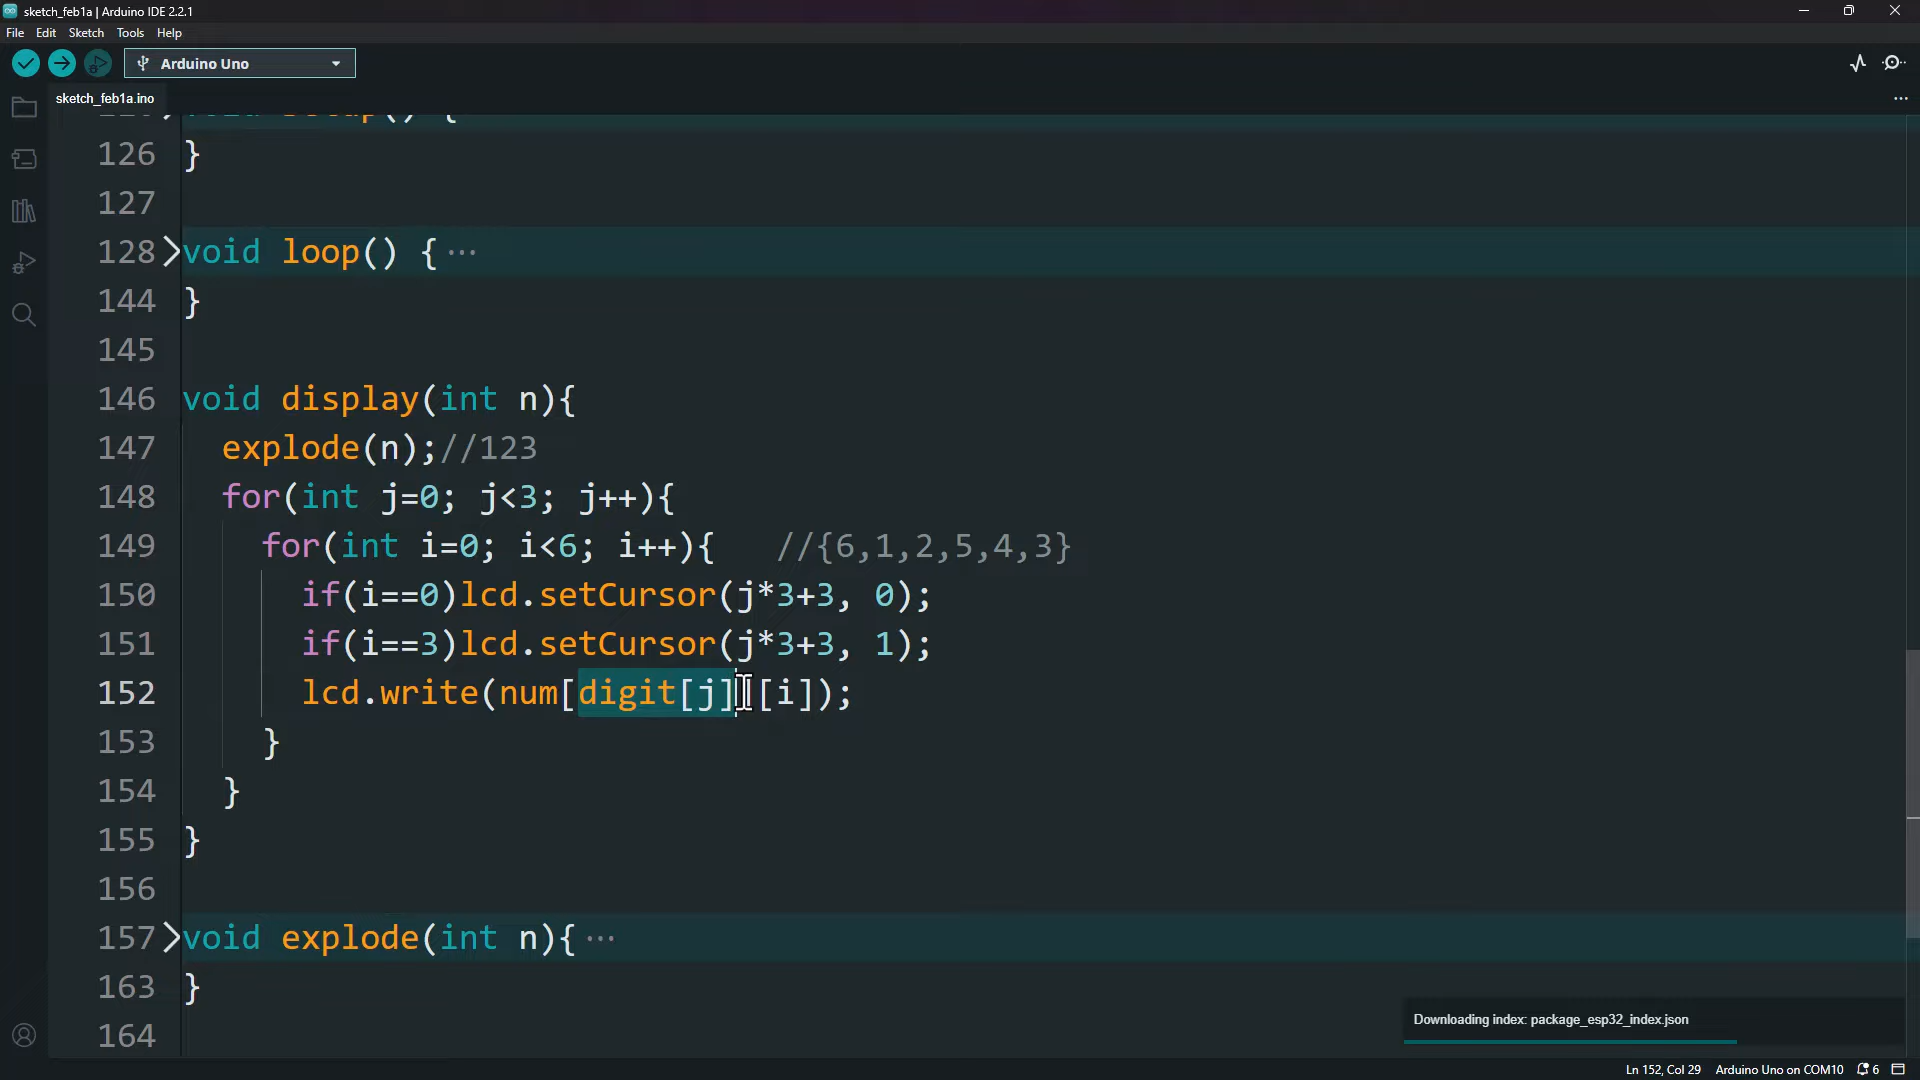 sketch_feb1a | Arduino IDE 2.2.1
File Edit Sketch Tools Help
Arduino Uno
sketch_feb1a.ino
126 }
127
128 void loop() { ···
144 }
145
146 void display(int n){
147 explode(n);//123
148 for(int j=0; j<3; j++){
149 for(int i=0; i<6; i++){ //{6,1,2,5,4,3}
150 if(i==0)lcd.setCursor(j*3+3, 0);
151 if(i==3)lcd.setCursor(j*3+3, 1);
152 lcd.write(num[digit[j]][i]);
153 }
154 }
155 }
156
157 void explode(int n){ ···
163 }
164
Downloading index: package_esp32_index.json
Ln 152, Col 29 Arduino Uno on COM10 6